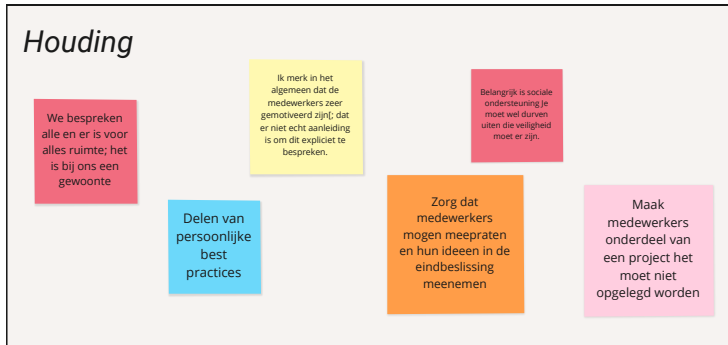 Houding
We bespreken
alle en er is voor
alles ruimte; het
is bij ons een
gewoonte
Ik merk in het
algemeen dat de
medewerkers zeer
gemotiveerd zijn[; dat
er niet echt aanleiding
is om dit expliciet te
bespreken.
Belangrijk is sociale
ondersteuning Je
moet wel durven
uiten die veiligheid
moet er zijn.
Delen van
persoonlijke
best
practices
Zorg dat
medewerkers
mogen meepraten
en hun ideeen in de
eindbeslissing
meenemen
Maak
medewerkers
onderdeel van
een project het
moet niet
opgelegd worden